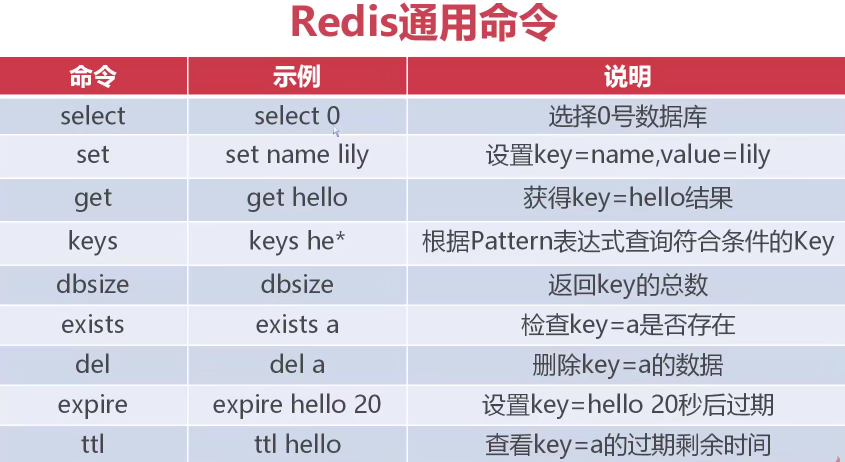 Redis通用命令
命令 示例 说明
select select 0 选择0号数据库
set set name lily 设置key=name,value=lily
get get hello 获得key=hello结果
keys keys he* 根据Pattern表达式查询符合条件的Key
dbsize dbsize 返回key的总数
exists exists a 检查key=a是否存在
del del a 删除key=a的数据
expire expire hello 20 设置key=hello 20秒后过期
ttl ttl hello 查看key=a的过期剩余时间